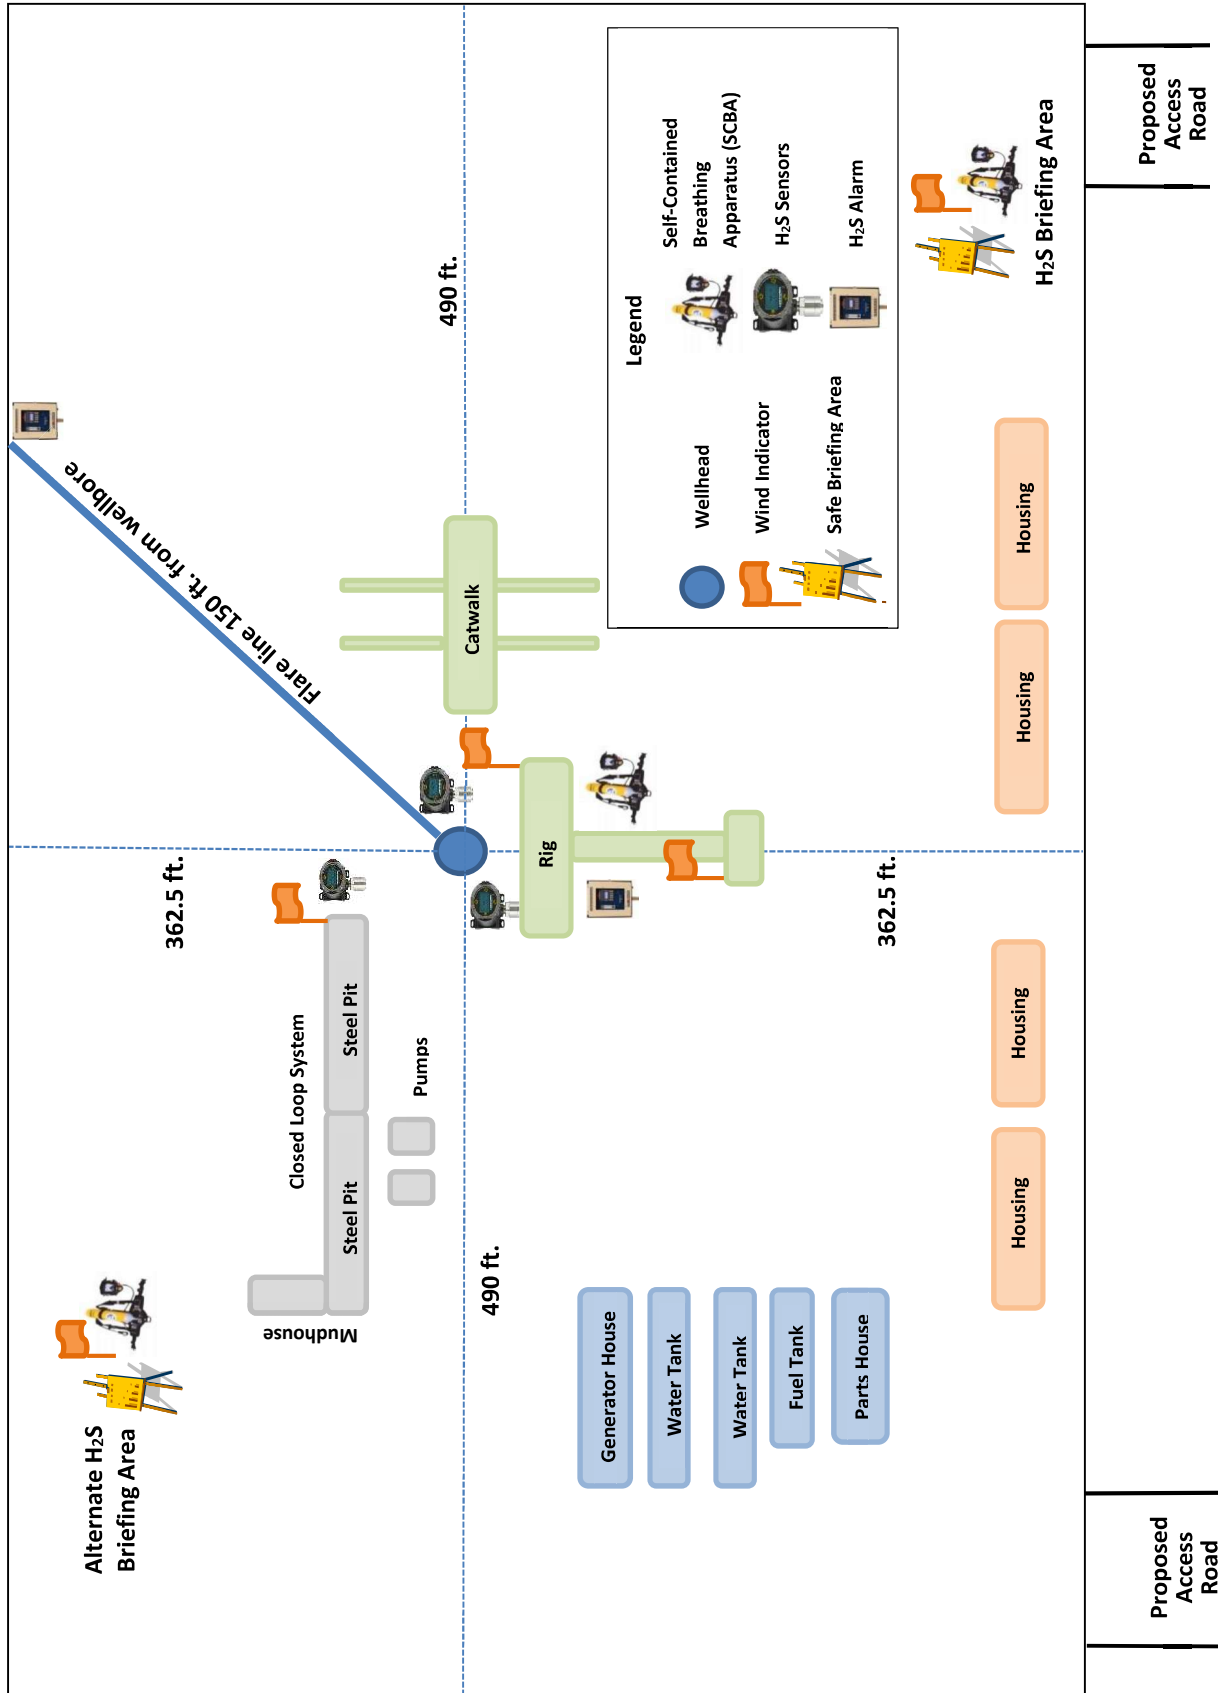 Alternate H₂S
Briefing Area
362.5 ft.
Flare line 150 ft. from wellbore
Closed Loop System
Mudhouse
Steel Pit
Steel Pit
Pumps
490 ft.
490 ft.
Catwalk
Rig
Generator House
Water Tank
Water Tank
Fuel Tank
Parts House
362.5 ft.
Legend
Wellhead
Wind Indicator
Safe Briefing Area
Self-Contained
Breathing
Apparatus (SCBA)
H₂S Sensors
H₂S Alarm
Housing
Housing
Housing
Housing
H₂S Briefing Area
Proposed
Access
Road
Proposed
Access
Road